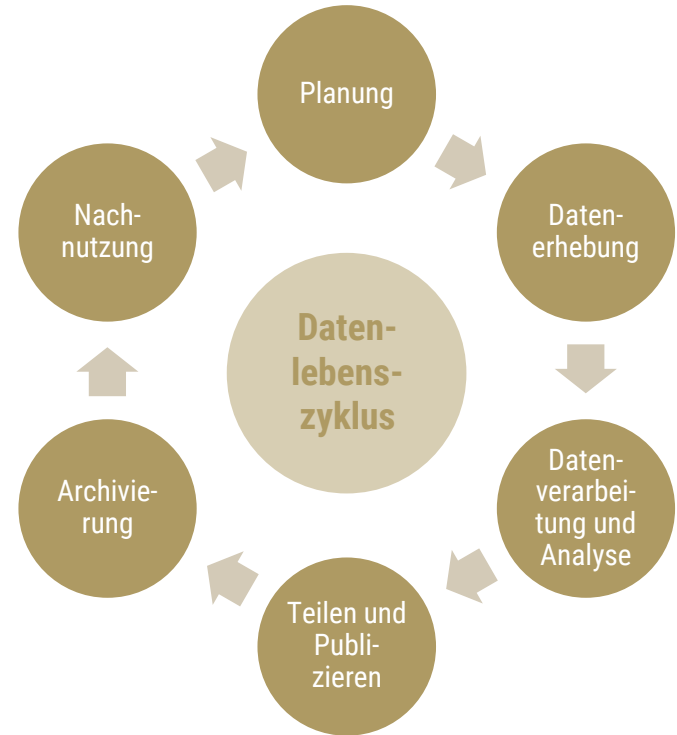 Planung
Daten-
erhebung
Daten-
verarbei-
tung und
Analyse
Teilen und
Publi-
zieren
Archivie-
rung
Nach-
nutzung
Daten-
lebens-
zyklus